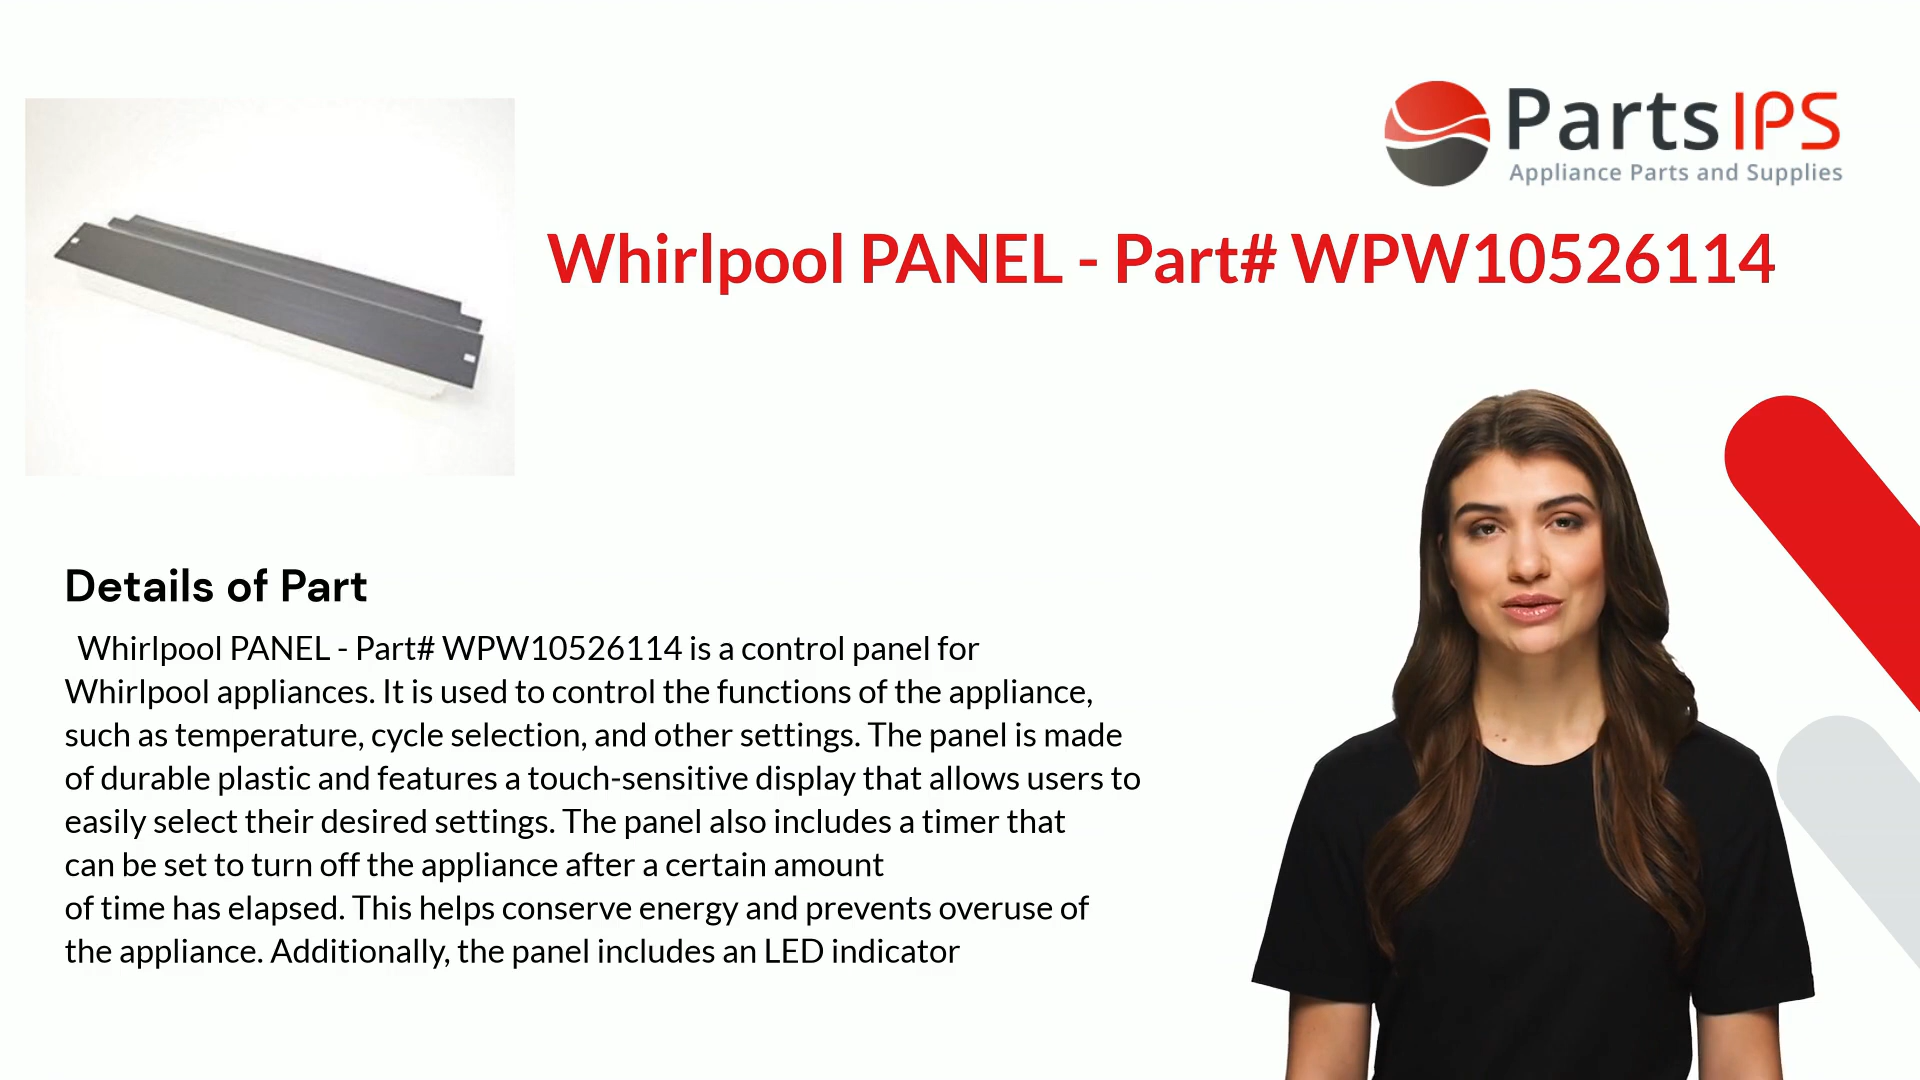 Parts IPS
Appliance Parts and Supplies
Whirlpool PANEL - Part# WPW10526114
Details of Part
Whirlpool PANEL - Part# WPW10526114 is a control panel for
Whirlpool appliances. It is used to control the functions of the appliance,
such as temperature, cycle selection, and other settings. The panel is made
of durable plastic and features a touch-sensitive display that allows users to
easily select their desired settings. The panel also includes a timer that
can be set to turn off the appliance after a certain amount
of time has elapsed. This helps conserve energy and prevents overuse of
the appliance. Additionally, the panel includes an LED indicator